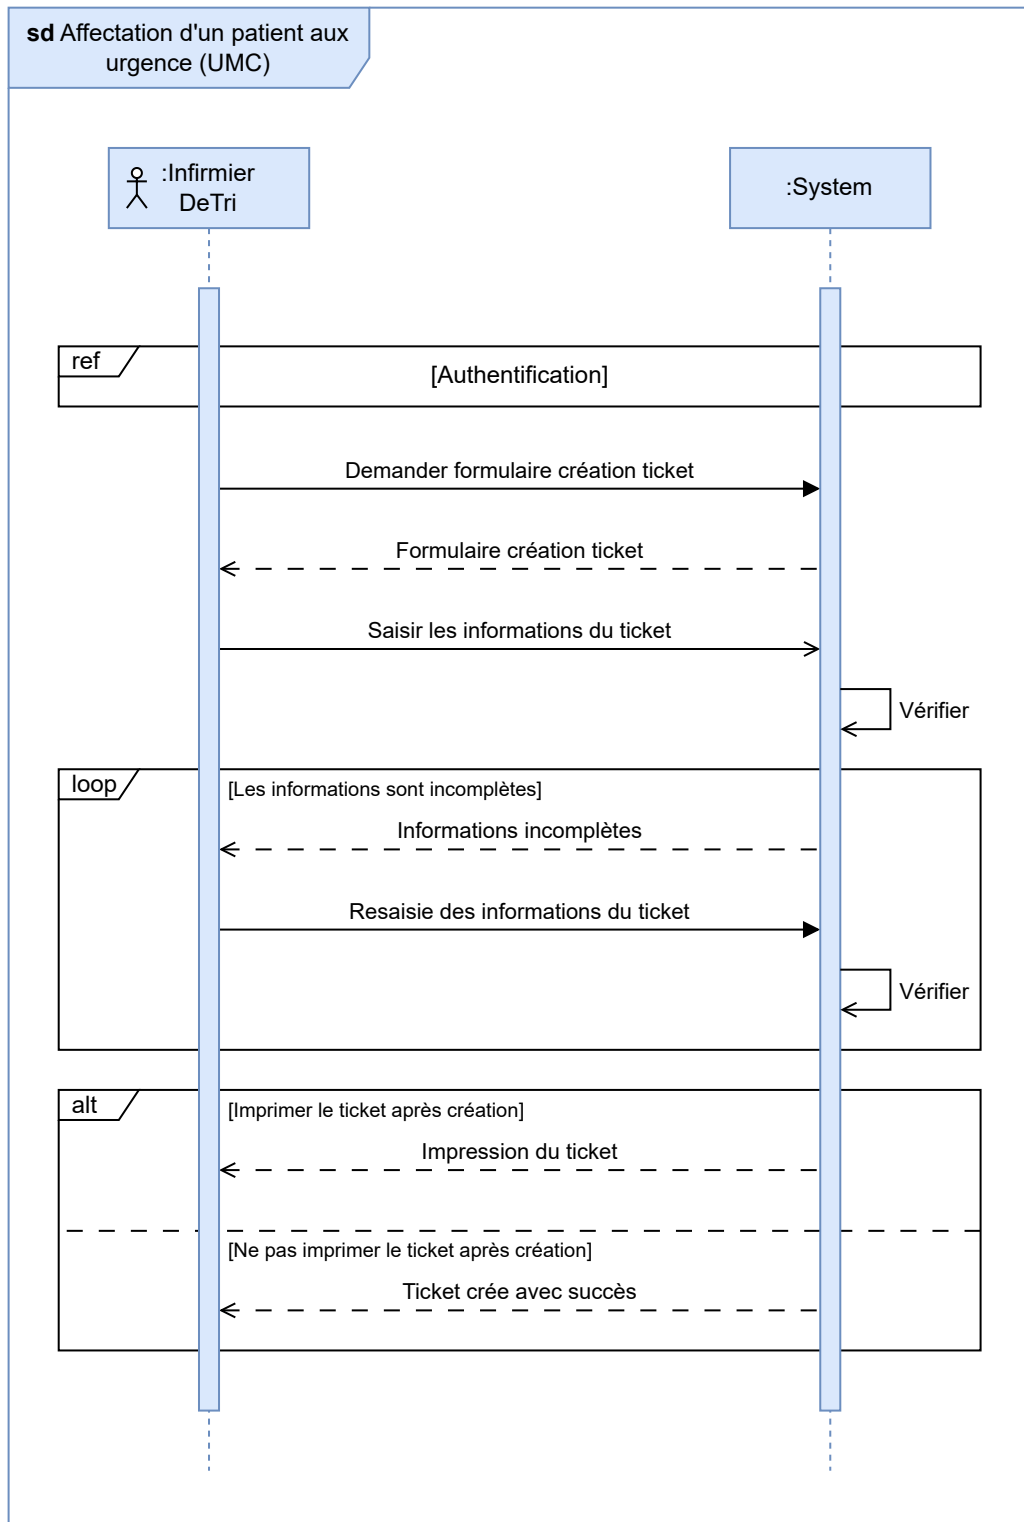 sd Affectation d'un patient aux
urgence (UMC)
:Infirmier
DeTri
:System
ref
[Authentification]
Demander formulaire création ticket
Formulaire création ticket
Saisir les informations du ticket
Vérifier
loop
[Les informations sont incomplètes]
Informations incomplètes
Resaisie des informations du ticket
Vérifier
alt
[Imprimer le ticket après création]
Impression du ticket
[Ne pas imprimer le ticket après création]
Ticket crée avec succès